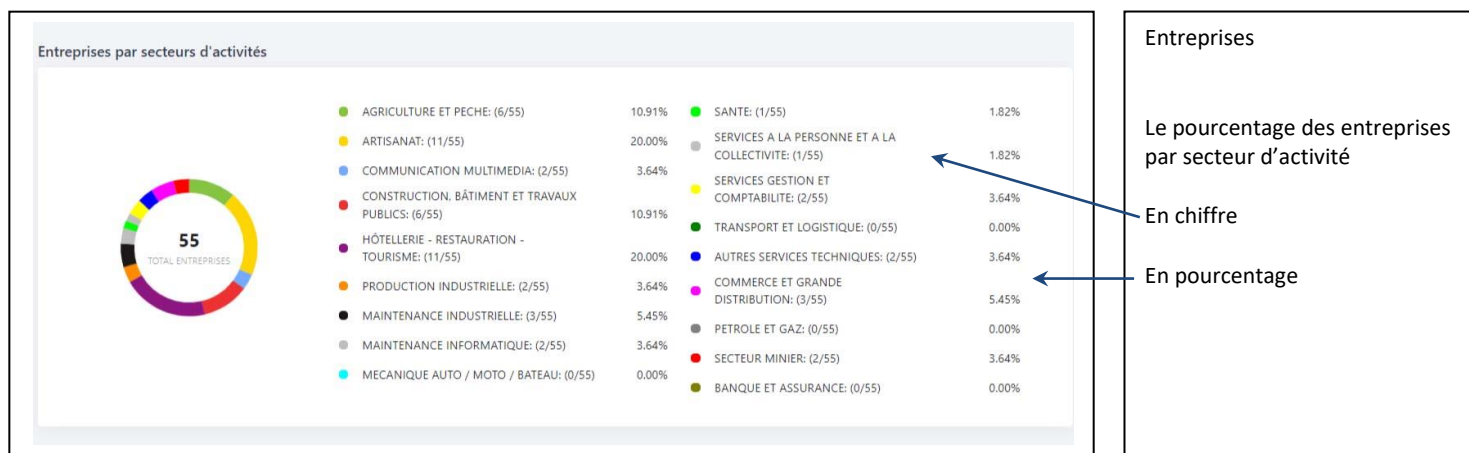 Entreprises par secteurs d'activités
55
TOTAL ENTREPRISES
AGRICULTURE ET PECHE: (6/55) 10.91%
ARTISANAT: (11/55) 20.00%
COMMUNICATION MULTIMEDIA: (2/55) 3.64%
CONSTRUCTION, BÂTIMENT ET TRAVAUX
PUBLICS: (6/55) 10.91%
HÔTELLERIE - RESTAURATION -
TOURISME: (11/55) 20.00%
PRODUCTION INDUSTRIELLE: (2/55) 3.64%
MAINTENANCE INDUSTRIELLE: (3/55) 5.45%
MAINTENANCE INFORMATIQUE: (2/55) 3.64%
MECANIQUE AUTO / MOTO / BATEAU: (0/55) 0.00%
SANTE: (1/55) 1.82%
SERVICES A LA PERSONNE ET A LA
COLLECTIVITE: (1/55) 1.82%
SERVICES GESTION ET
COMPTABILITE: (2/55) 3.64%
TRANSPORT ET LOGISTIQUE: (0/55) 0.00%
AUTRES SERVICES TECHNIQUES: (2/55) 3.64%
COMMERCE ET GRANDE
DISTRIBUTION: (3/55) 5.45%
PETROLE ET GAZ: (0/55) 0.00%
SECTEUR MINIER: (2/55) 3.64%
BANQUE ET ASSURANCE: (0/55) 0.00%
Entreprises
Le pourcentage des entreprises
par secteur d’activité
En chiffre
En pourcentage